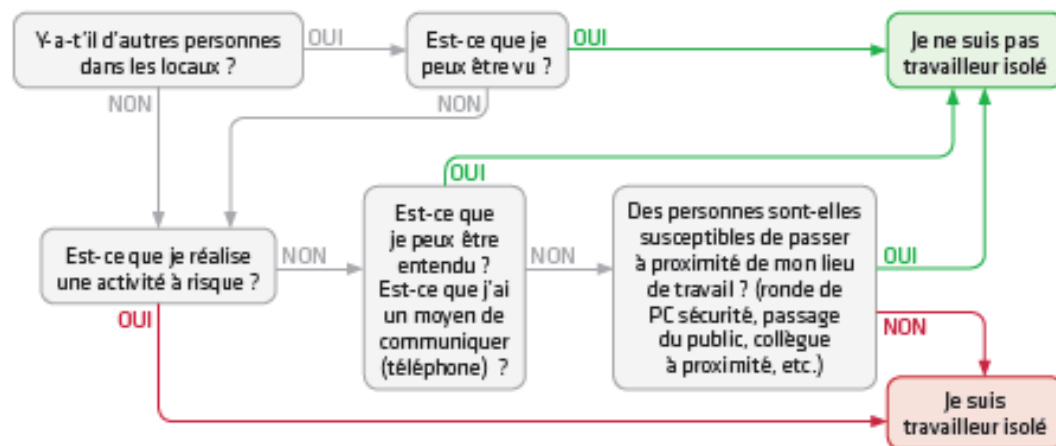 Y-a-t'il d'autres personnes
dans les locaux ?
OUI
Est-ce que je
peux être vu ?
OUI
Je ne suis pas
travailleur isolé
NON
NON
OUI
Est-ce que je réalise
une activité à risque ?
NON
Est-ce que
je peux être
entendu ?
Est-ce que j'ai
un moyen de
communiquer
(téléphone) ?
NON
Des personnes sont-elles
susceptibles de passer
à proximité de mon lieu
de travail ? (ronde de
PC sécurité, passage
du public, collègue
à proximité, etc.)
OUI
OUI
NON
Je suis
travailleur isolé